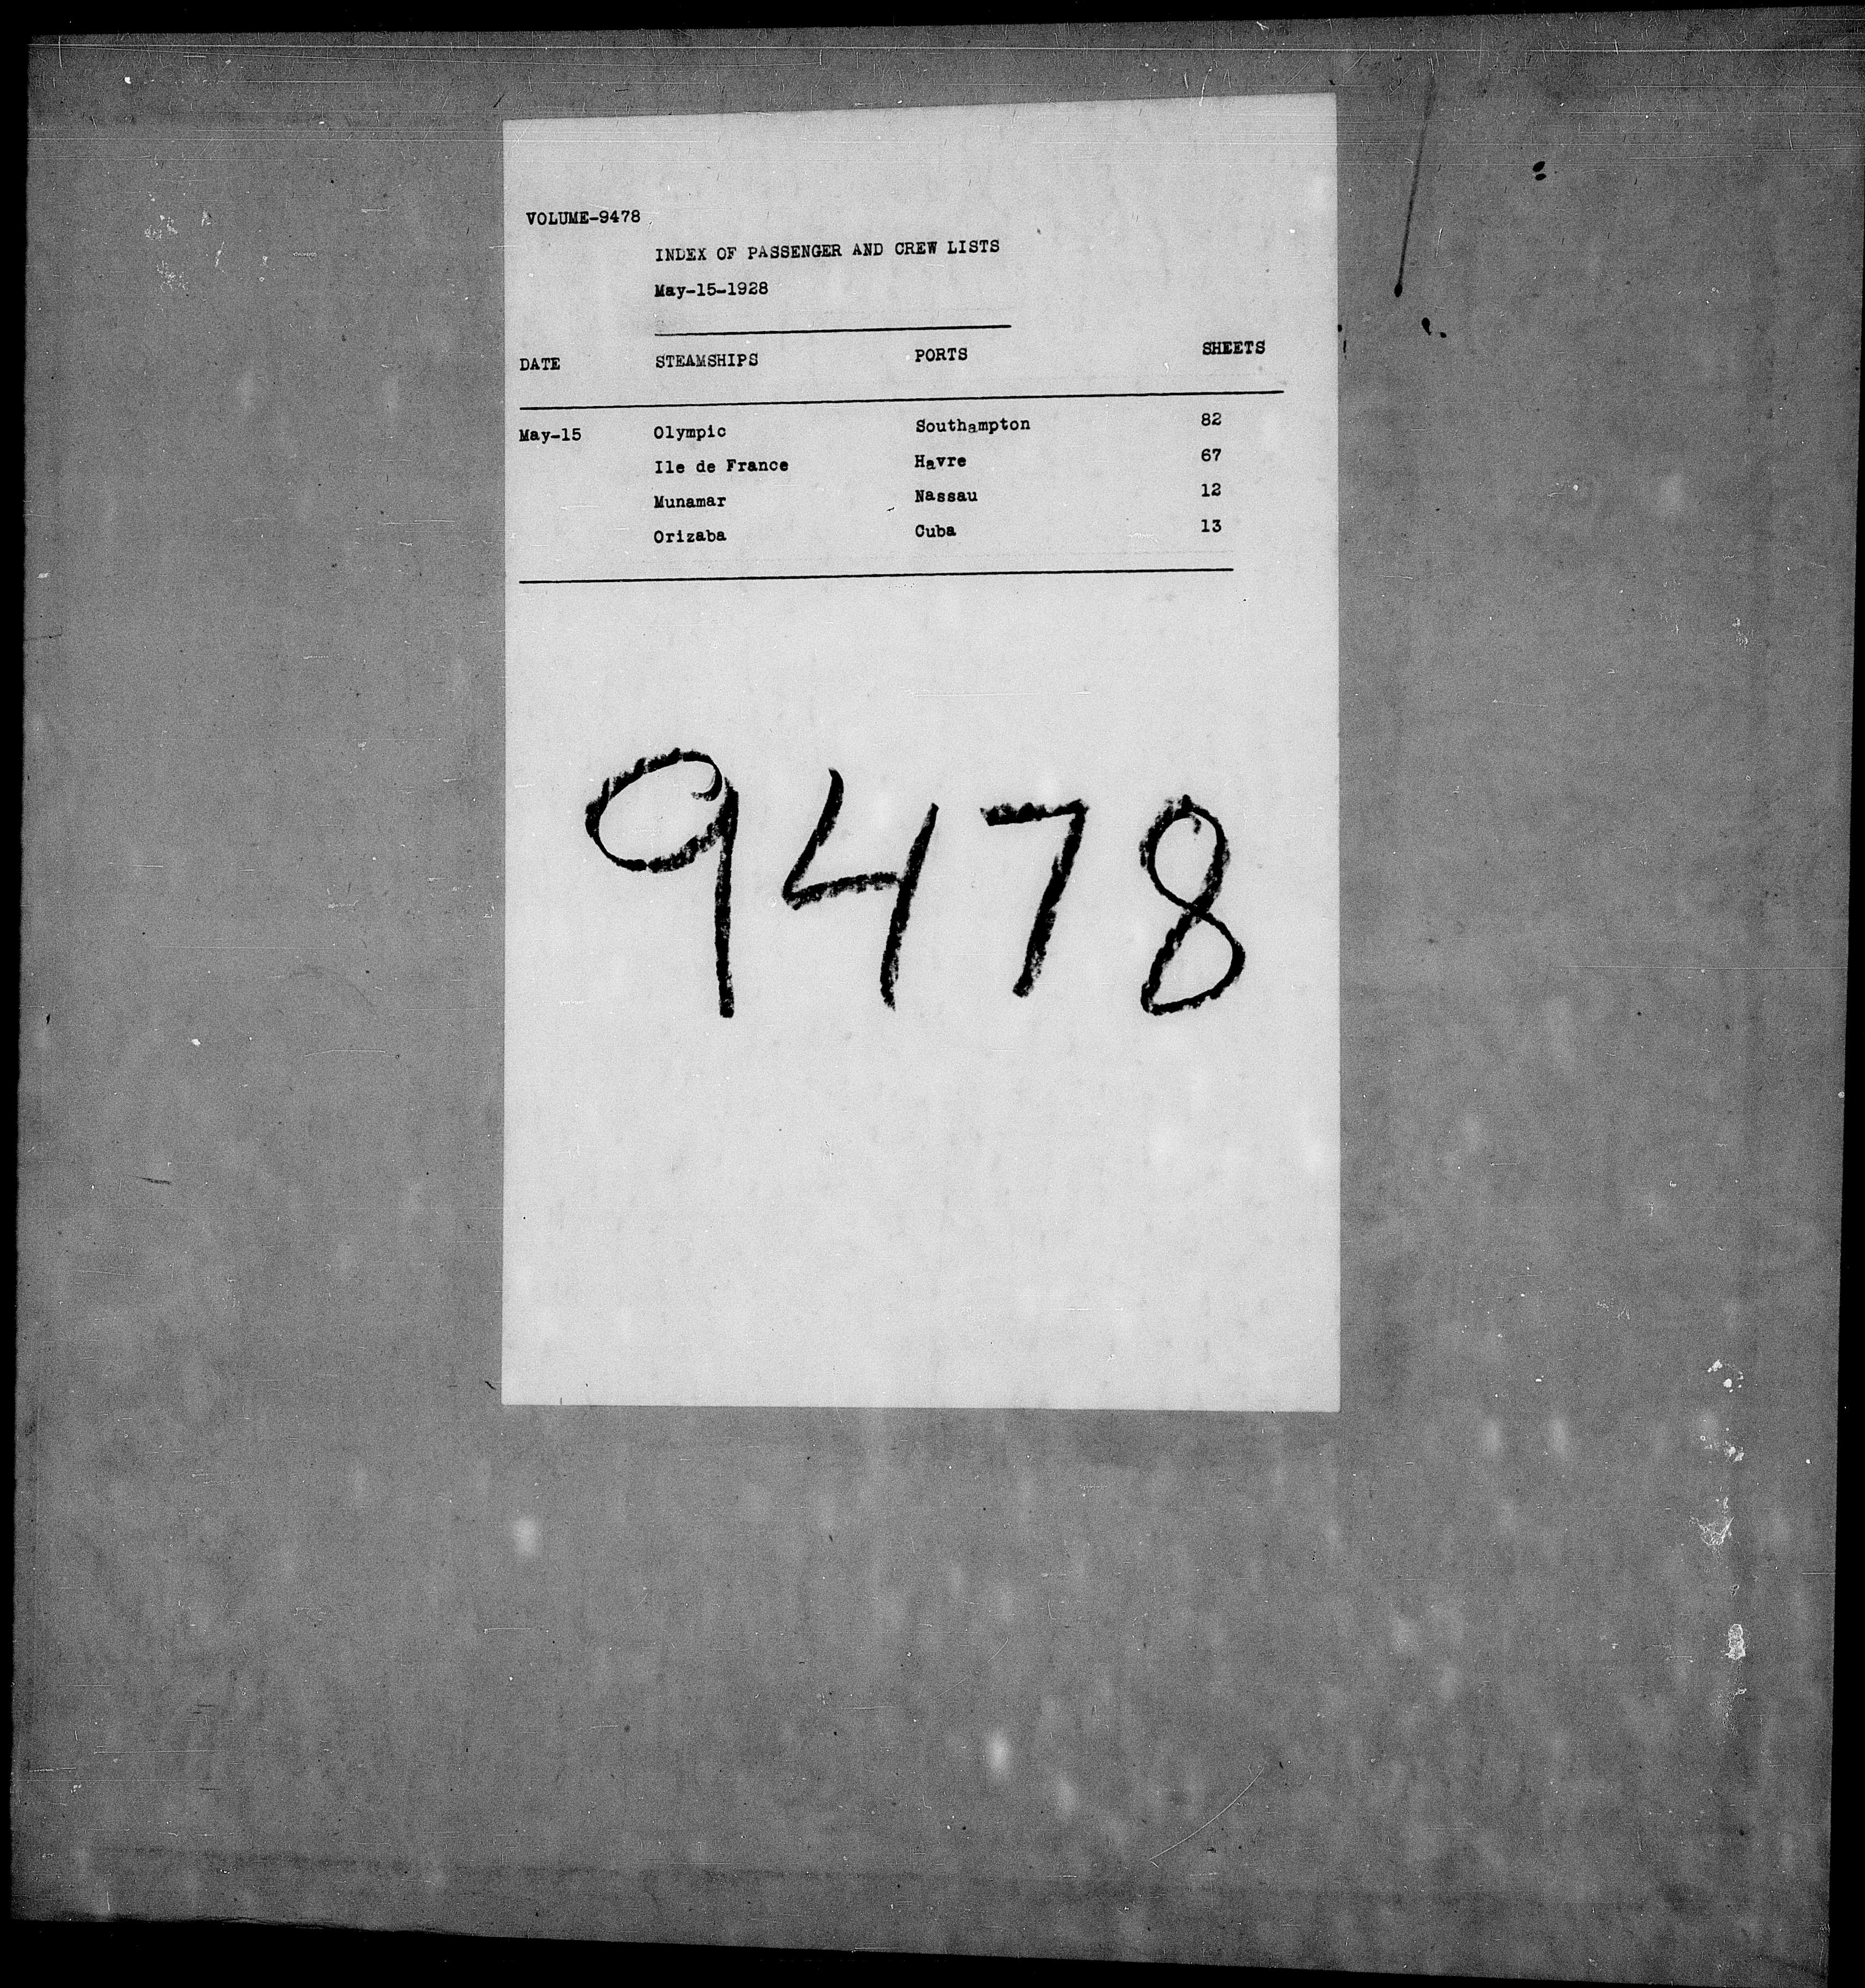 VOLUME-9478
INDEX OF PASSENGER AND CREW LISTS
May-15-1928
DATE STEAMSHIPS PORTS SHEETS
May-15 Olympic Southampton 82
Ile de France Havre 67
Munamar Nassau 12
Orizaba Cuba 13
9478